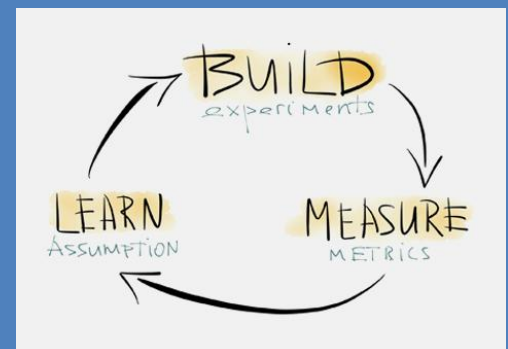 BUILD
experiments
MEASURE
METRICS
LEARN
ASSUMPTION